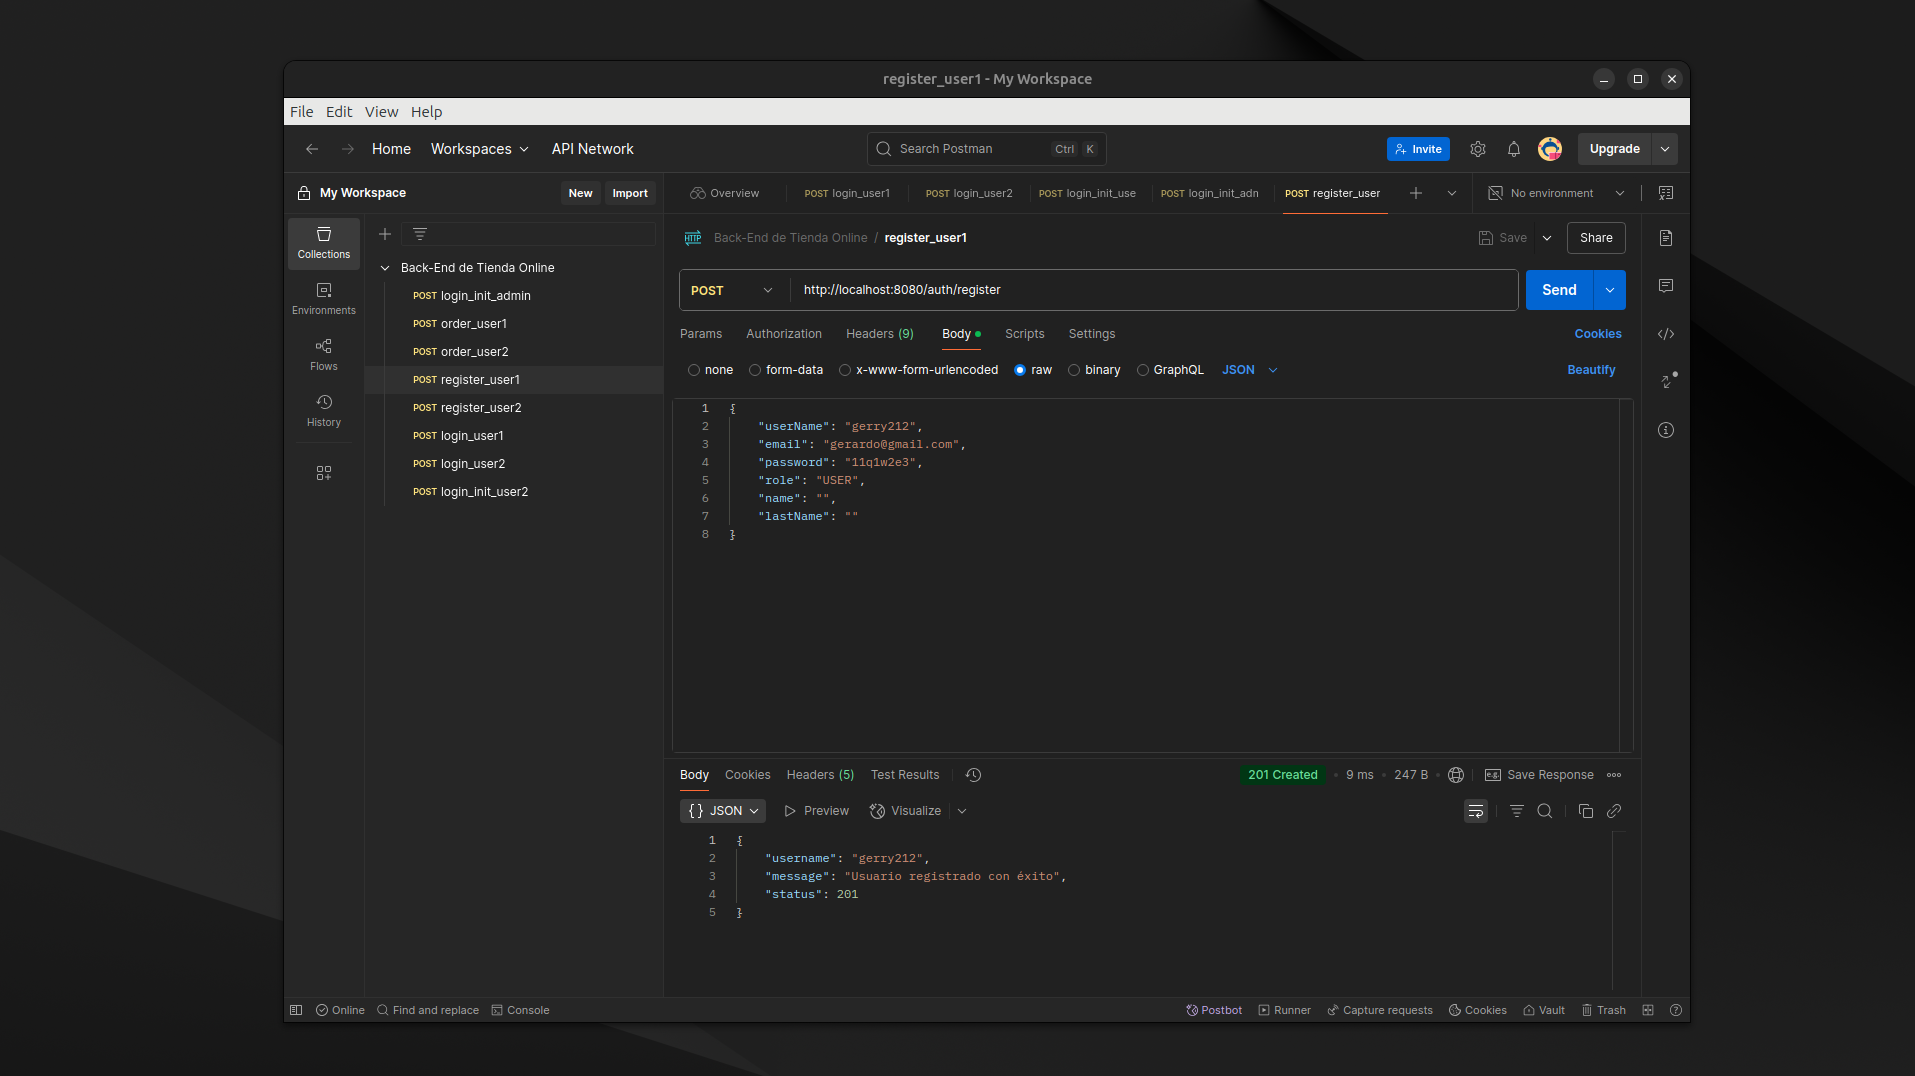 register_user1 - My Workspace
File Edit View Help
Home Workspaces API Network Search Postman Ctrl K Invite Upgrade
My Workspace New Import
Overview POST login_user1 POST login_user2 POST login_init_use POST login_init_adn POST register_user No environment
Collections
Environments
Flows
History
Back-End de Tienda Online
POST login_init_admin
POST order_user1
POST order_user2
POST register_user1
POST register_user2
POST login_user1
POST login_user2
POST login_init_user2
HTTP Back-End de Tienda Online / register_user1 Save Share
POST http://localhost:8080/auth/register Send
Params Authorization Headers (9) Body Scripts Settings Cookies
none form-data x-www-form-urlencoded raw binary GraphQL JSON Beautify
1 {
2 "userName": "gerry212",
3 "email": "gerardo@gmail.com",
4 "password": "11q1w2e3",
5 "role": "USER",
6 "name": "",
7 "lastName": ""
8 }
Body Cookies Headers (5) Test Results 201 Created • 9 ms • 247 B • e.g. Save Response
{} JSON Preview Visualize
1 {
2 "username": "gerry212",
3 "message": "Usuario registrado con éxito",
4 "status": 201
5 }
Online Find and replace Console Postbot Runner Capture requests Cookies Vault Trash